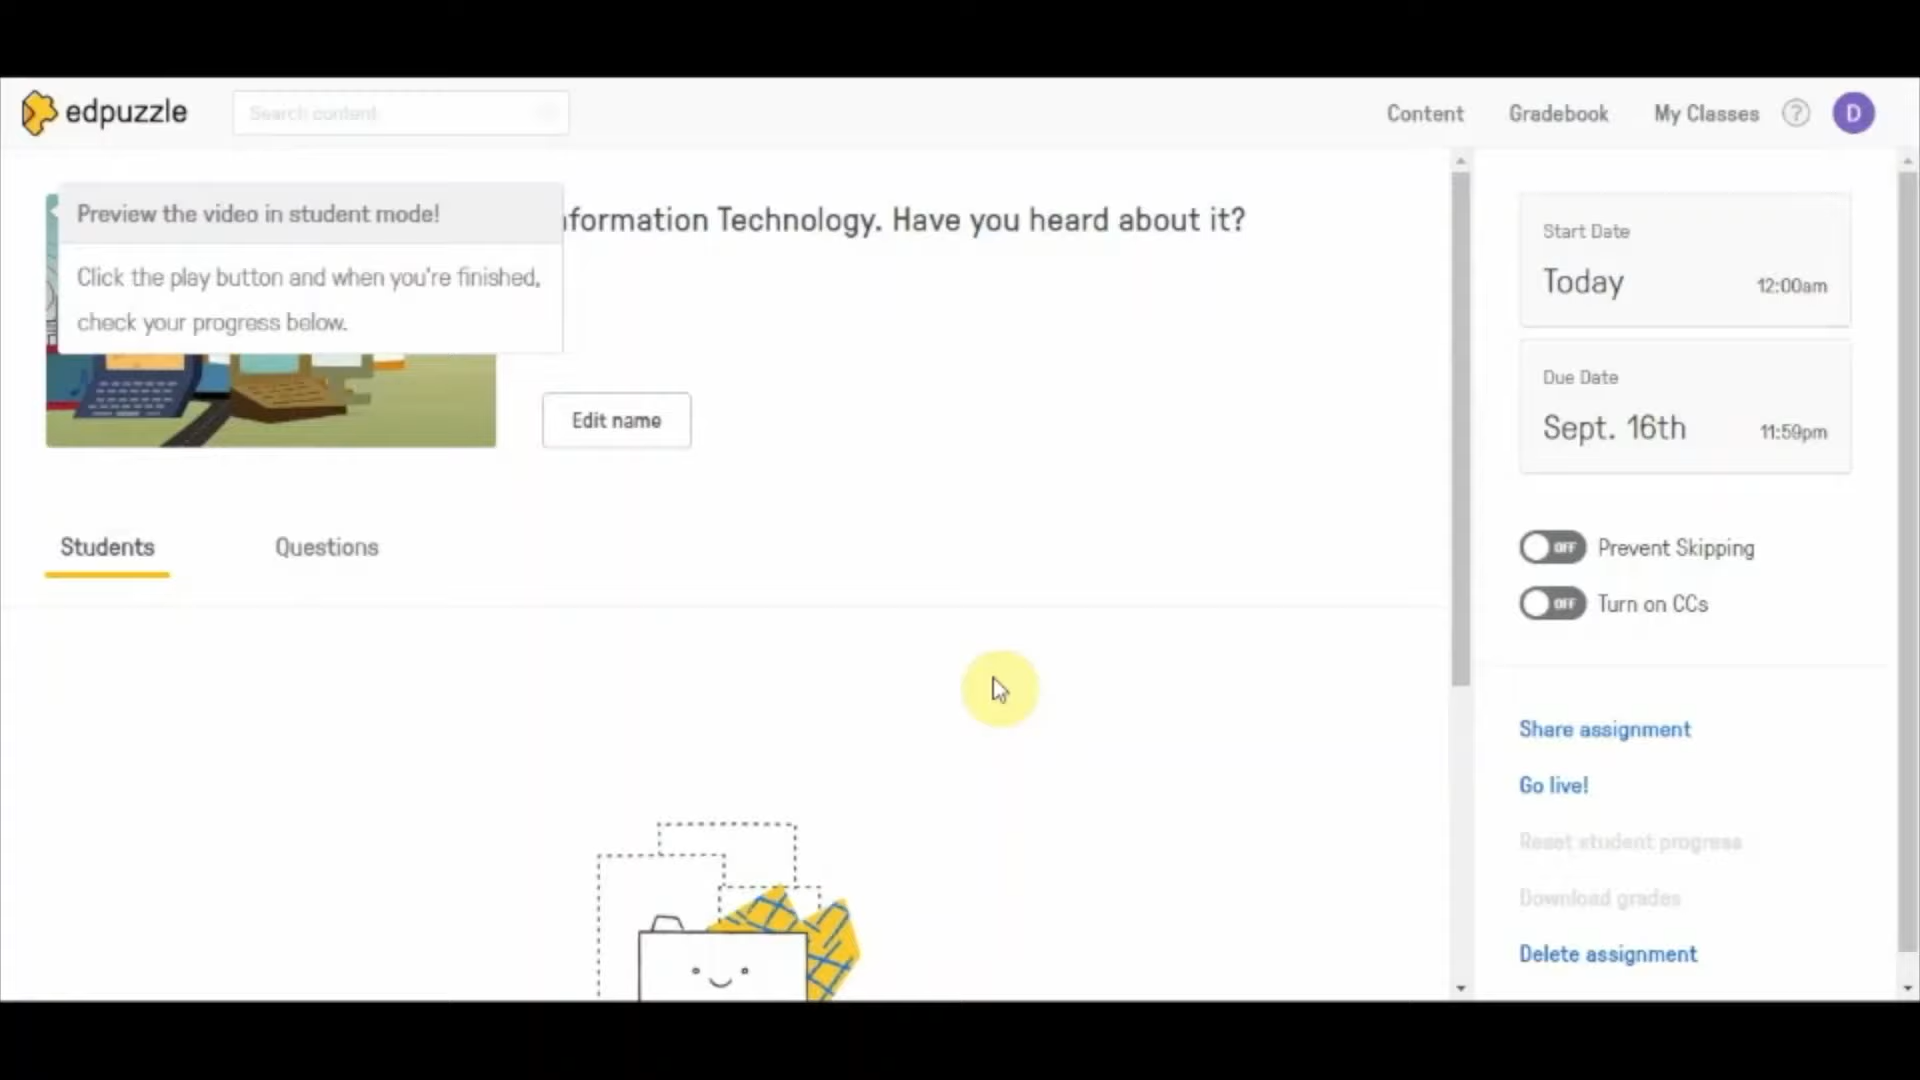 edpuzzle
Search content
Content
Gradebook
My Classes
?
D
Preview the video in student mode!
Click the play button and when you're finished,
check your progress below.
nformation Technology. Have you heard about it?
Edit name
Students
Questions
Start Date
Today
12:00am
Due Date
Sept. 16th
11:59pm
OFF
Prevent Skipping
OFF
Turn on CCs
Share assignment
Go live!
Reset student progress
Download grades
Delete assignment